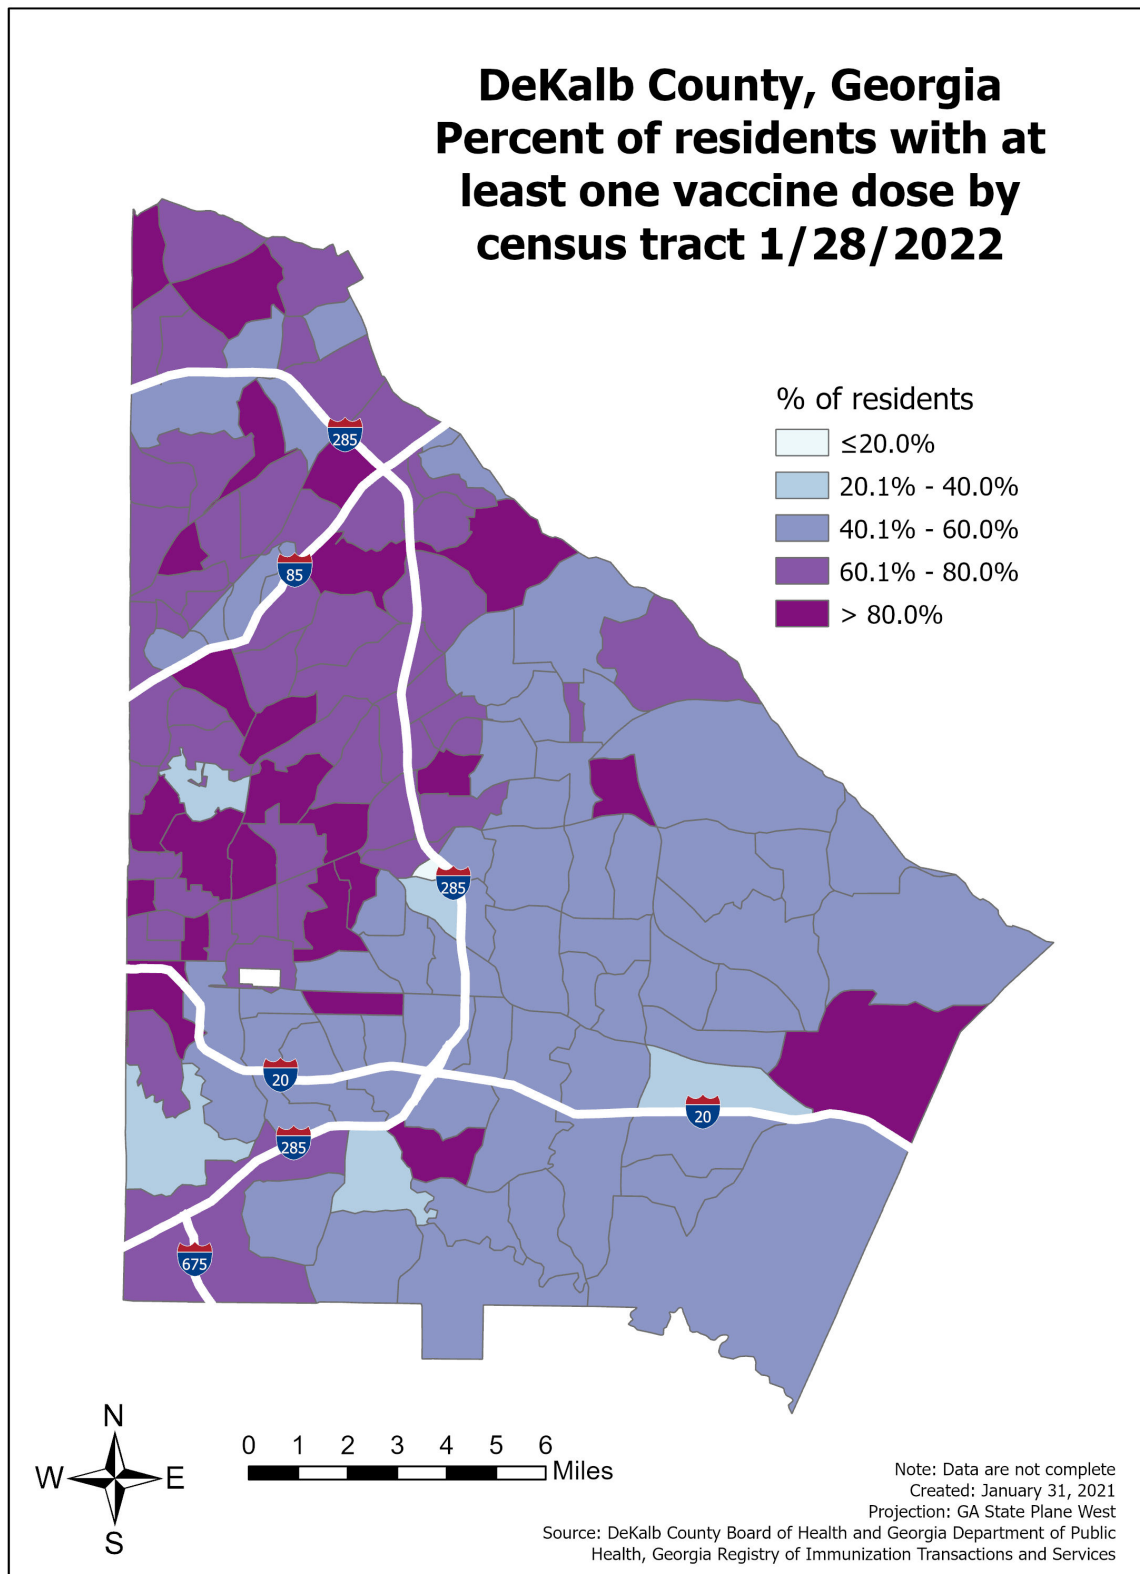 DeKalb County, Georgia
Percent of residents with at
least one vaccine dose by
census tract 1/28/2022
% of residents
≤20.0%
20.1% - 40.0%
40.1% - 60.0%
60.1% - 80.0%
> 80.0%
285
85
285
20
20
285
675
N
W E
S
0 1 2 3 4 5 6
Miles
Note: Data are not complete
Created: January 31, 2021
Projection: GA State Plane West
Source: DeKalb County Board of Health and Georgia Department of Public
Health, Georgia Registry of Immunization Transactions and Services